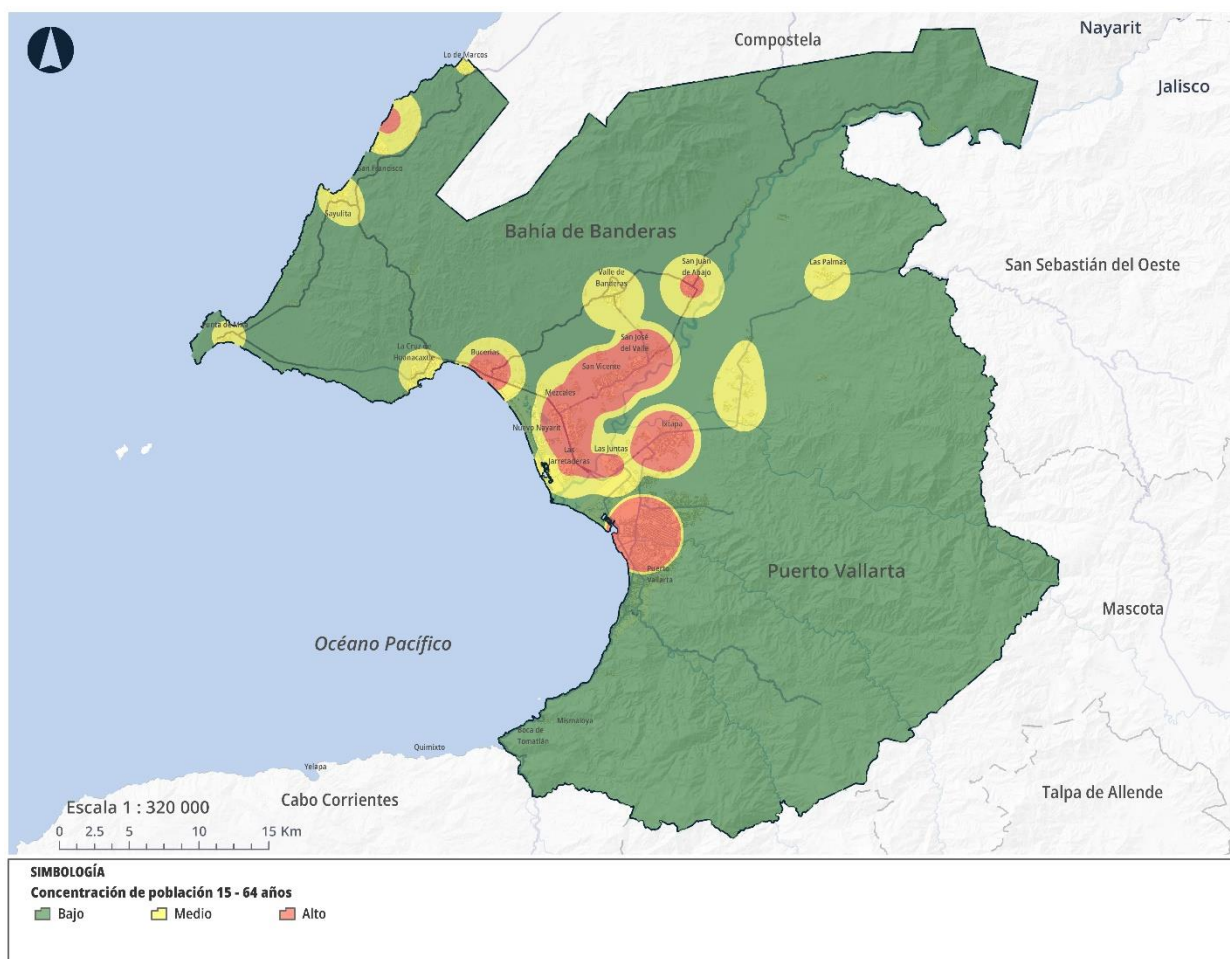 Nayarit
Compostela
Lo de Marcos
Jalisco
San Francisco
Sayulita
Bahía de Banderas
San Juan
de Abajo
Las Palmas
San Sebastián del Oeste
Valle de
Banderas
Punta de Mita
San José
del Valle
La Cruz de
Huanacaxtle
Bucerías
San Vicente
Mezcales
Nuevo Nayarit
Ixtapa
Las
Jarretaderas
Las Juntas
Puerto
Vallarta
Puerto Vallarta
Mascota
Océano Pacífico
Mismaloya
Boca de
Tomatlán
Quimixto
Yelapa
Cabo Corrientes
Talpa de Allende
Escala 1 : 320 000
0 2.5 5 10 15 Km
SIMBOLOGÍA
Concentración de población 15 - 64 años
Bajo Medio Alto